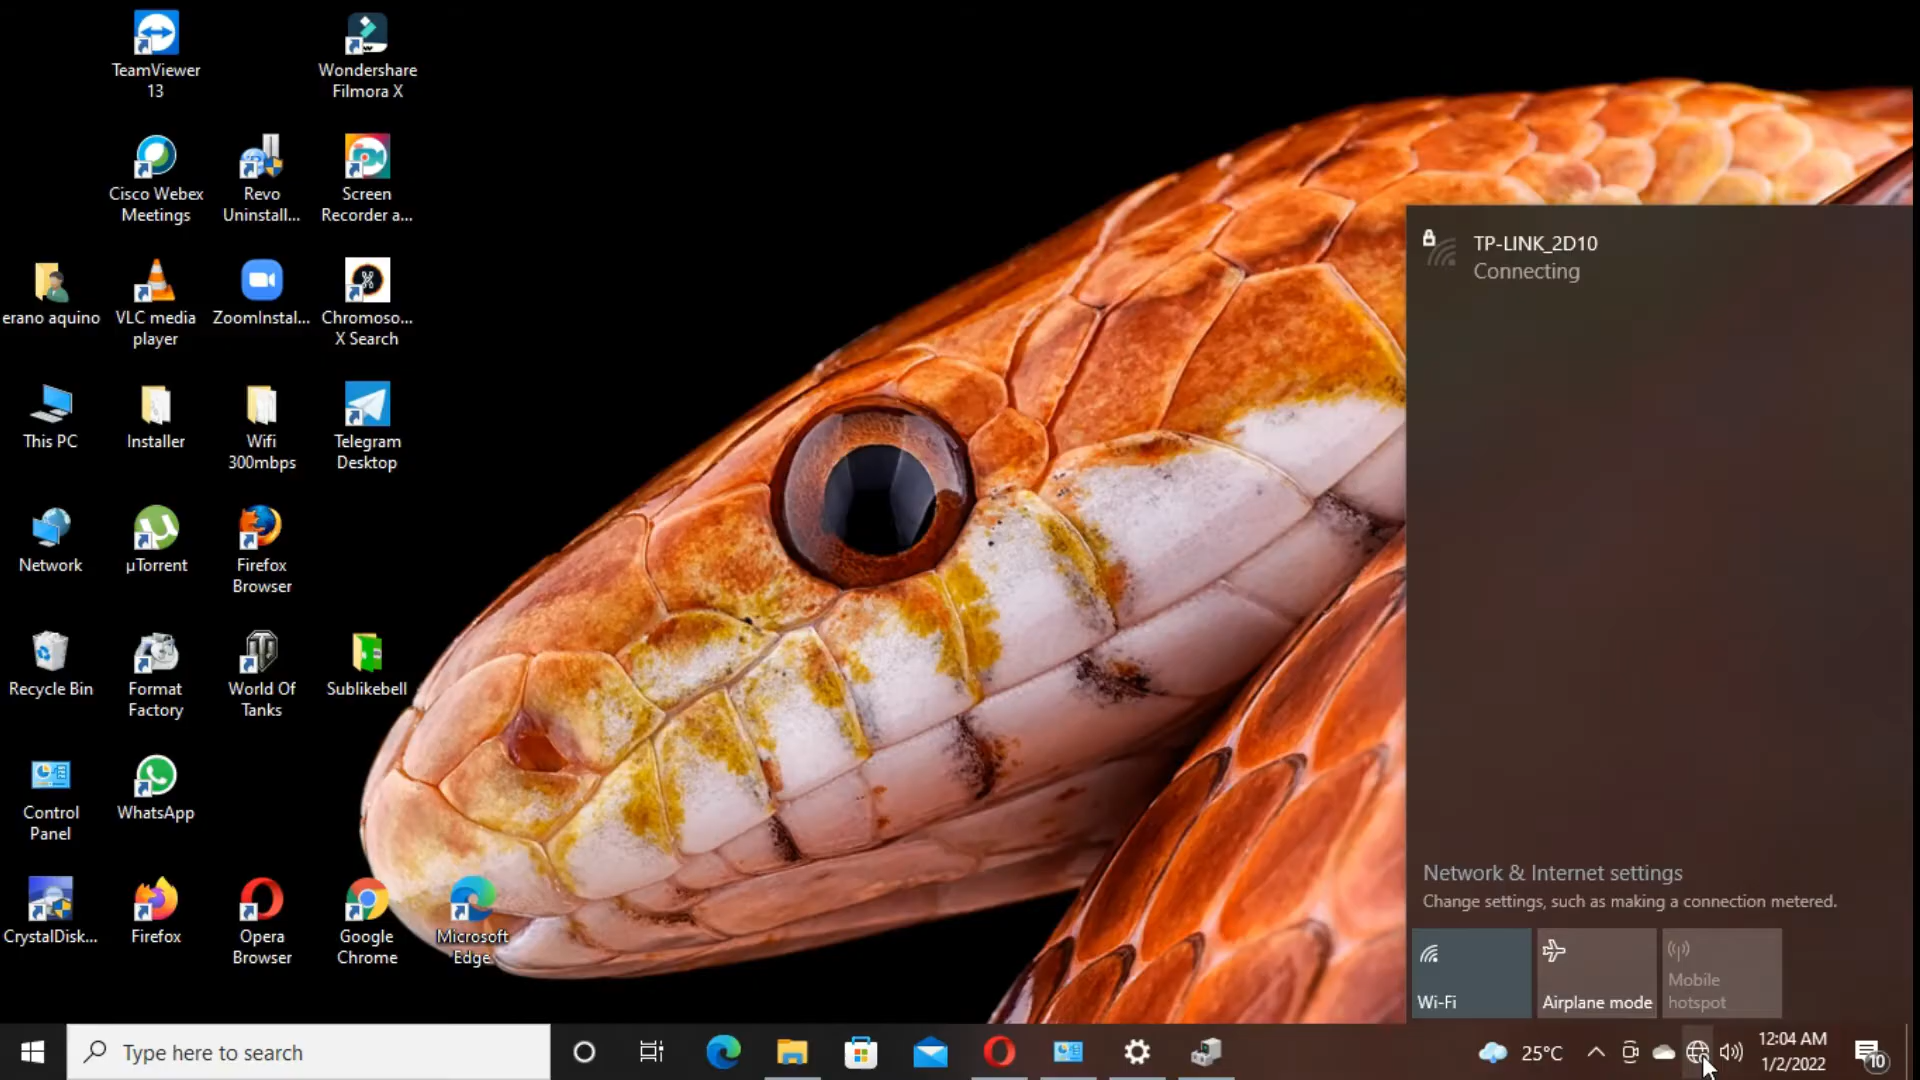 TeamViewer
13
Wondershare
Filmora X
Cisco Webex
Meetings
Revo
Uninstall...
Screen
Recorder a...
erano aquino
VLC media
player
ZoomInstal...
Chromoso...
X Search
This PC
Installer
Wifi
300mbps
Telegram
Desktop
Network
µTorrent
Firefox
Browser
Recycle Bin
Format
Factory
World Of
Tanks
Sublikebell
Control
Panel
WhatsApp
CrystalDisk...
Firefox
Opera
Browser
Google
Chrome
Microsoft
Edge
TP-LINK_2D10
Connecting
Network & Internet settings
Change settings, such as making a connection metered.
Wi-Fi
Airplane mode
Mobile
hotspot
Type here to search
25°C
12:04 AM
1/2/2022
10